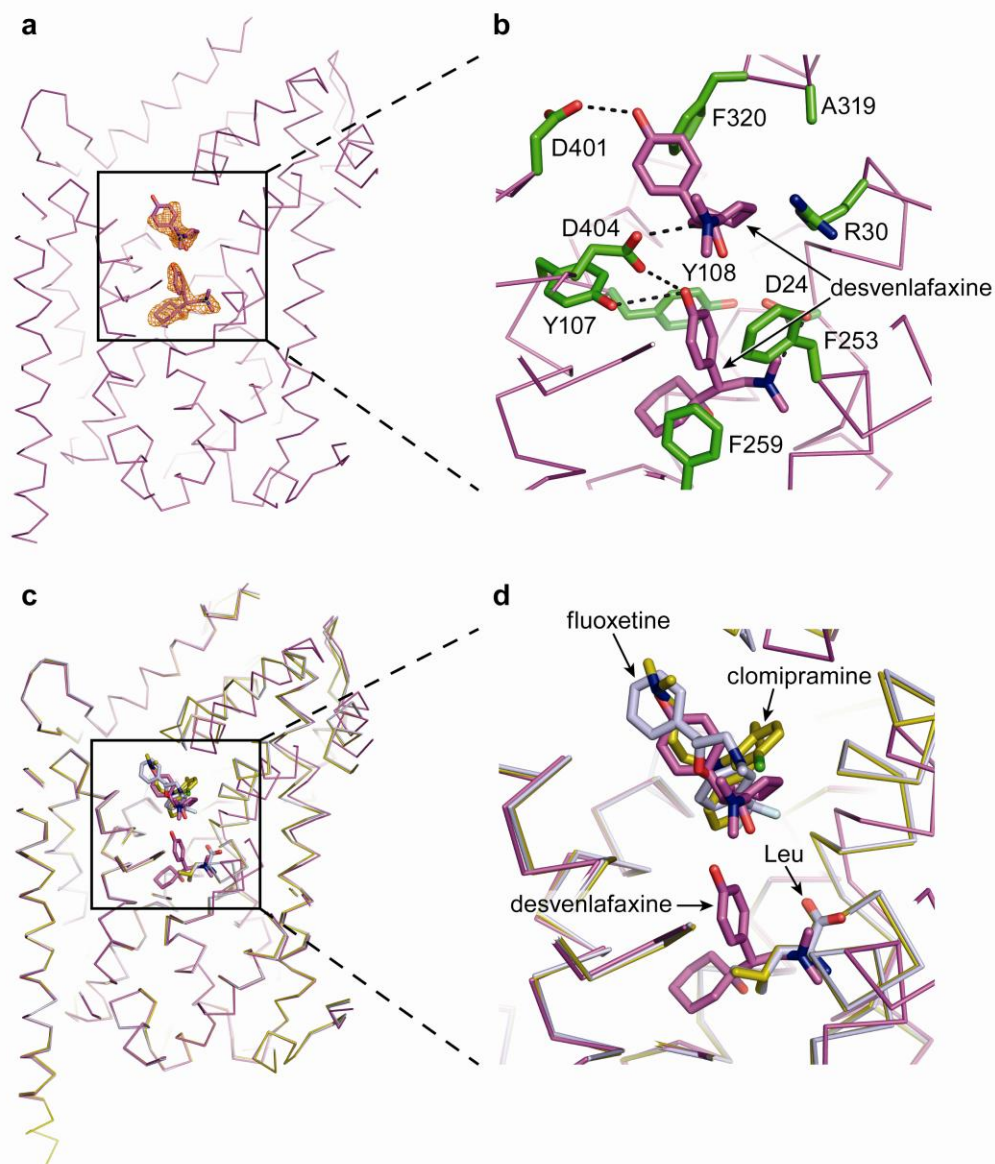 a
b
F320
A319
D401
D404
R30
Y108
D24
desvenlafaxine
Y107
F253
F259
c
d
fluoxetine
clomipramine
Leu
desvenlafaxine